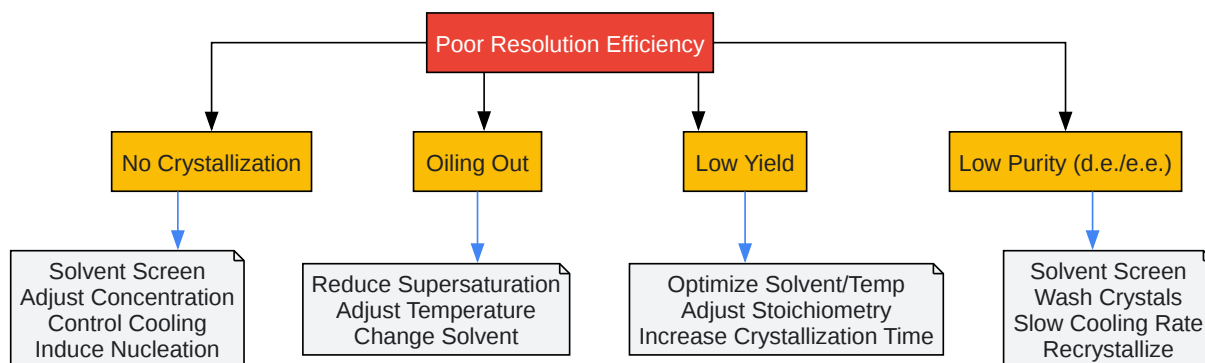 Poor Resolution Efficiency
No Crystallization
Oiling Out
Low Yield
Low Purity (d.e./e.e.)
Solvent Screen
Adjust Concentration
Control Cooling
Induce Nucleation
Reduce Supersaturation
Adjust Temperature
Change Solvent
Optimize Solvent/Temp
Adjust Stoichiometry
Increase Crystallization Time
Solvent Screen
Wash Crystals
Slow Cooling Rate
Recrystallize